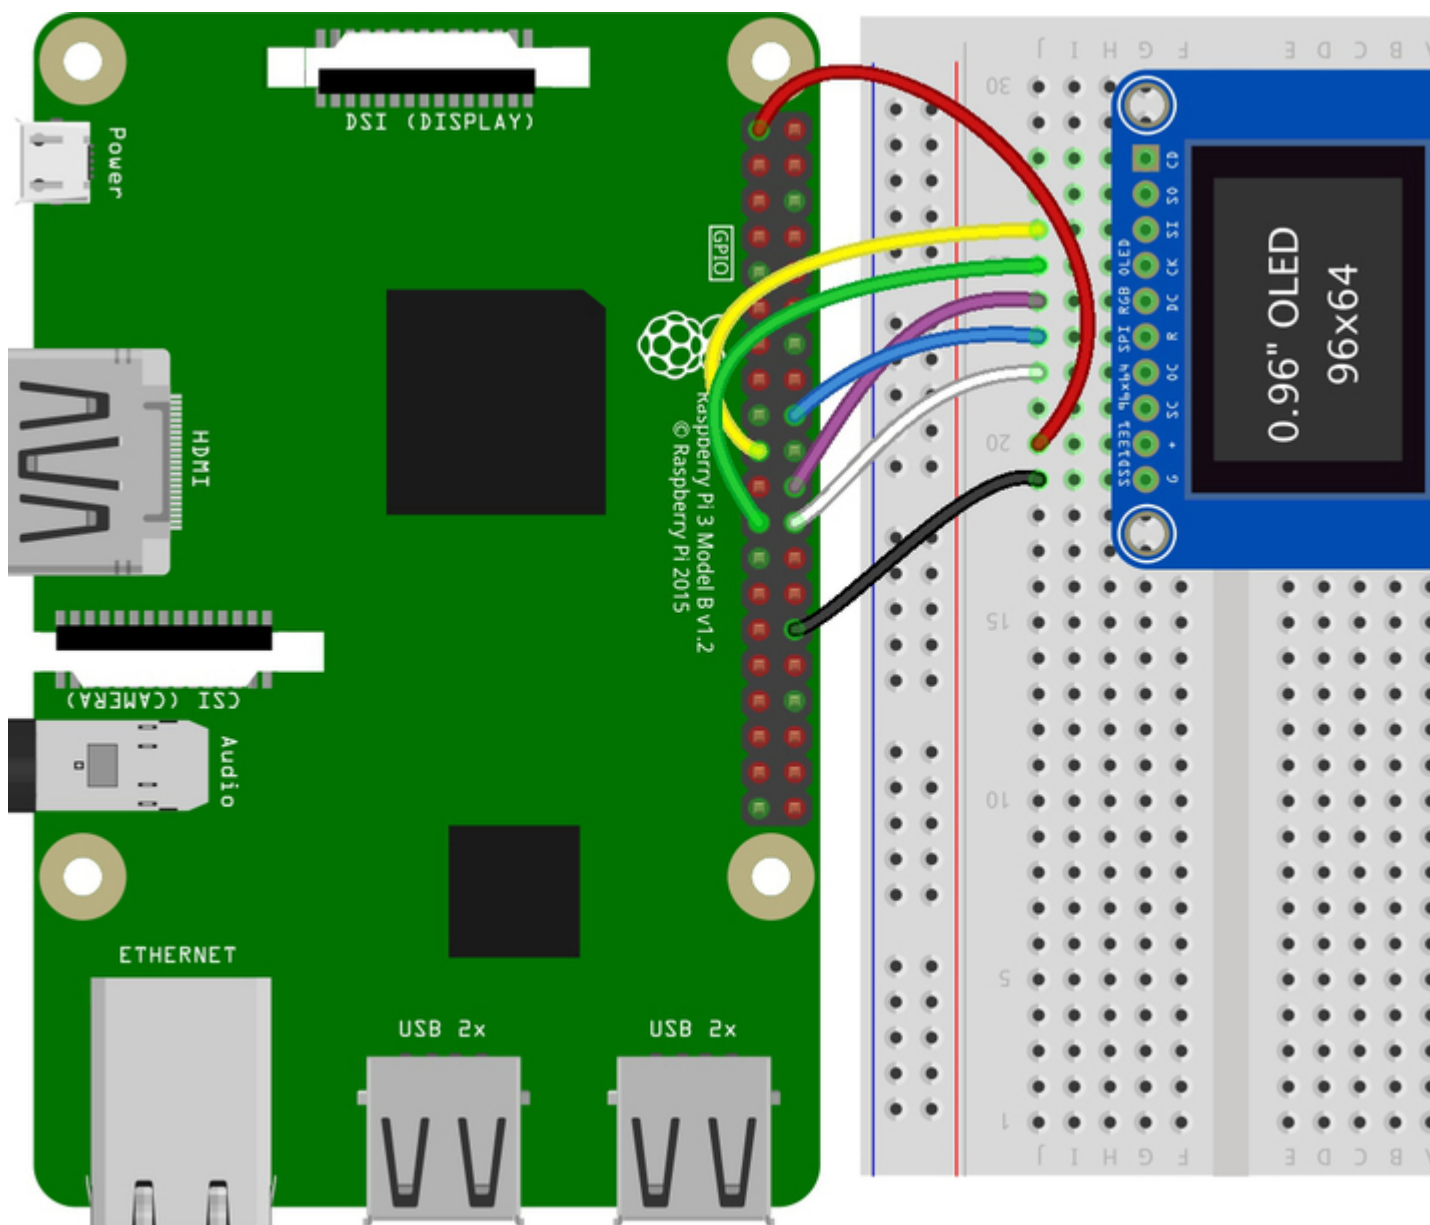 DSI (DISPLAY)
Power
GPIO
HDMI
Raspberry Pi 3 Model B v1.2
© Raspberry Pi 2015
CSI (CAMERA)
Audio
ETHERNET
USB 2x
USB 2x
J I H G F E D C B A
30
20
15
10
5
1
J I H G F E D C B A
CD
SO
SI
CK
DC
R
OC
SC
+
G
SSD1331 96x64 SPI RGB OLED
0.96" OLED
96x64